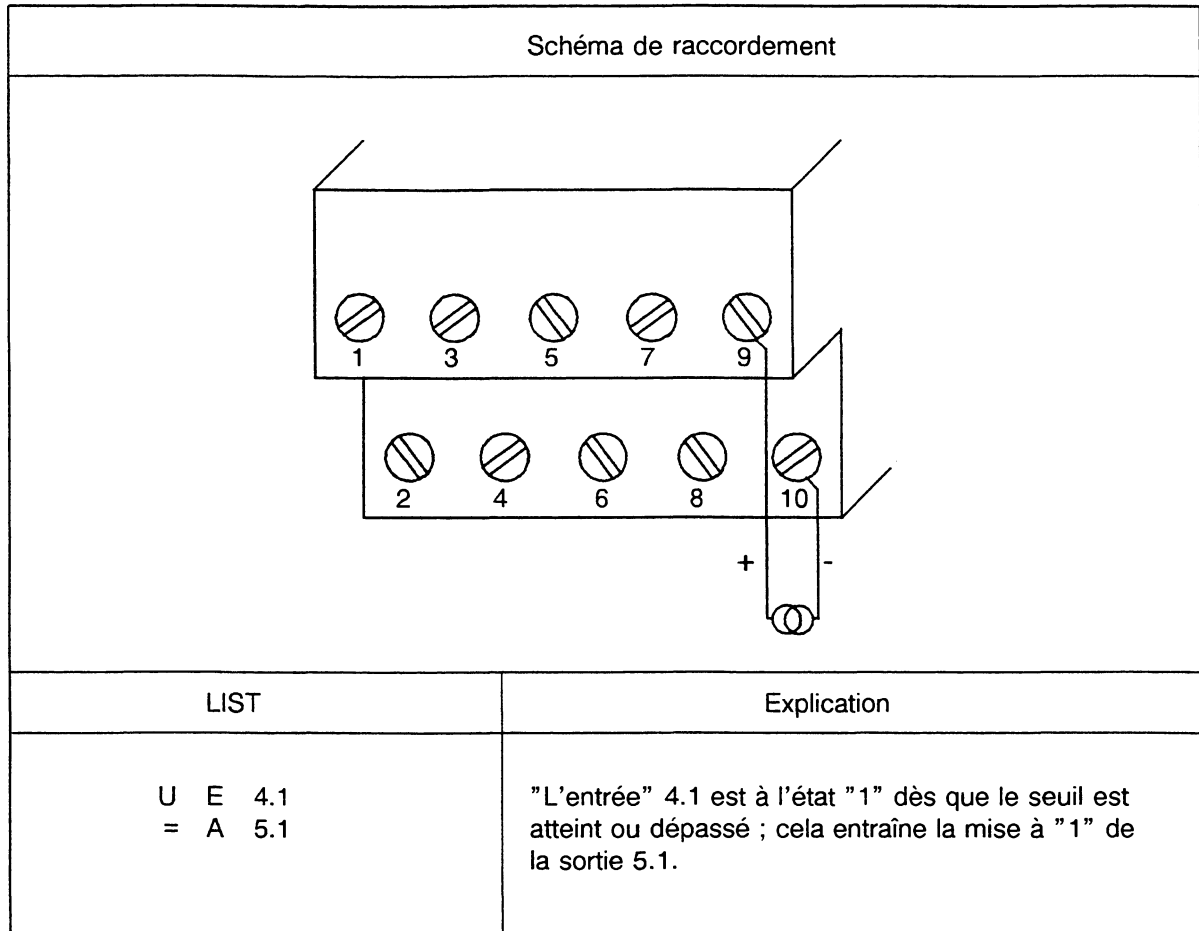 Schéma de raccordement
1 3 5 7 9
2 4 6 8 10
+ -
LIST
Explication
U E 4.1
= A 5.1
"L'entrée" 4.1 est à l'état "1" dès que le seuil est
atteint ou dépassé ; cela entraîne la mise à "1" de
la sortie 5.1.